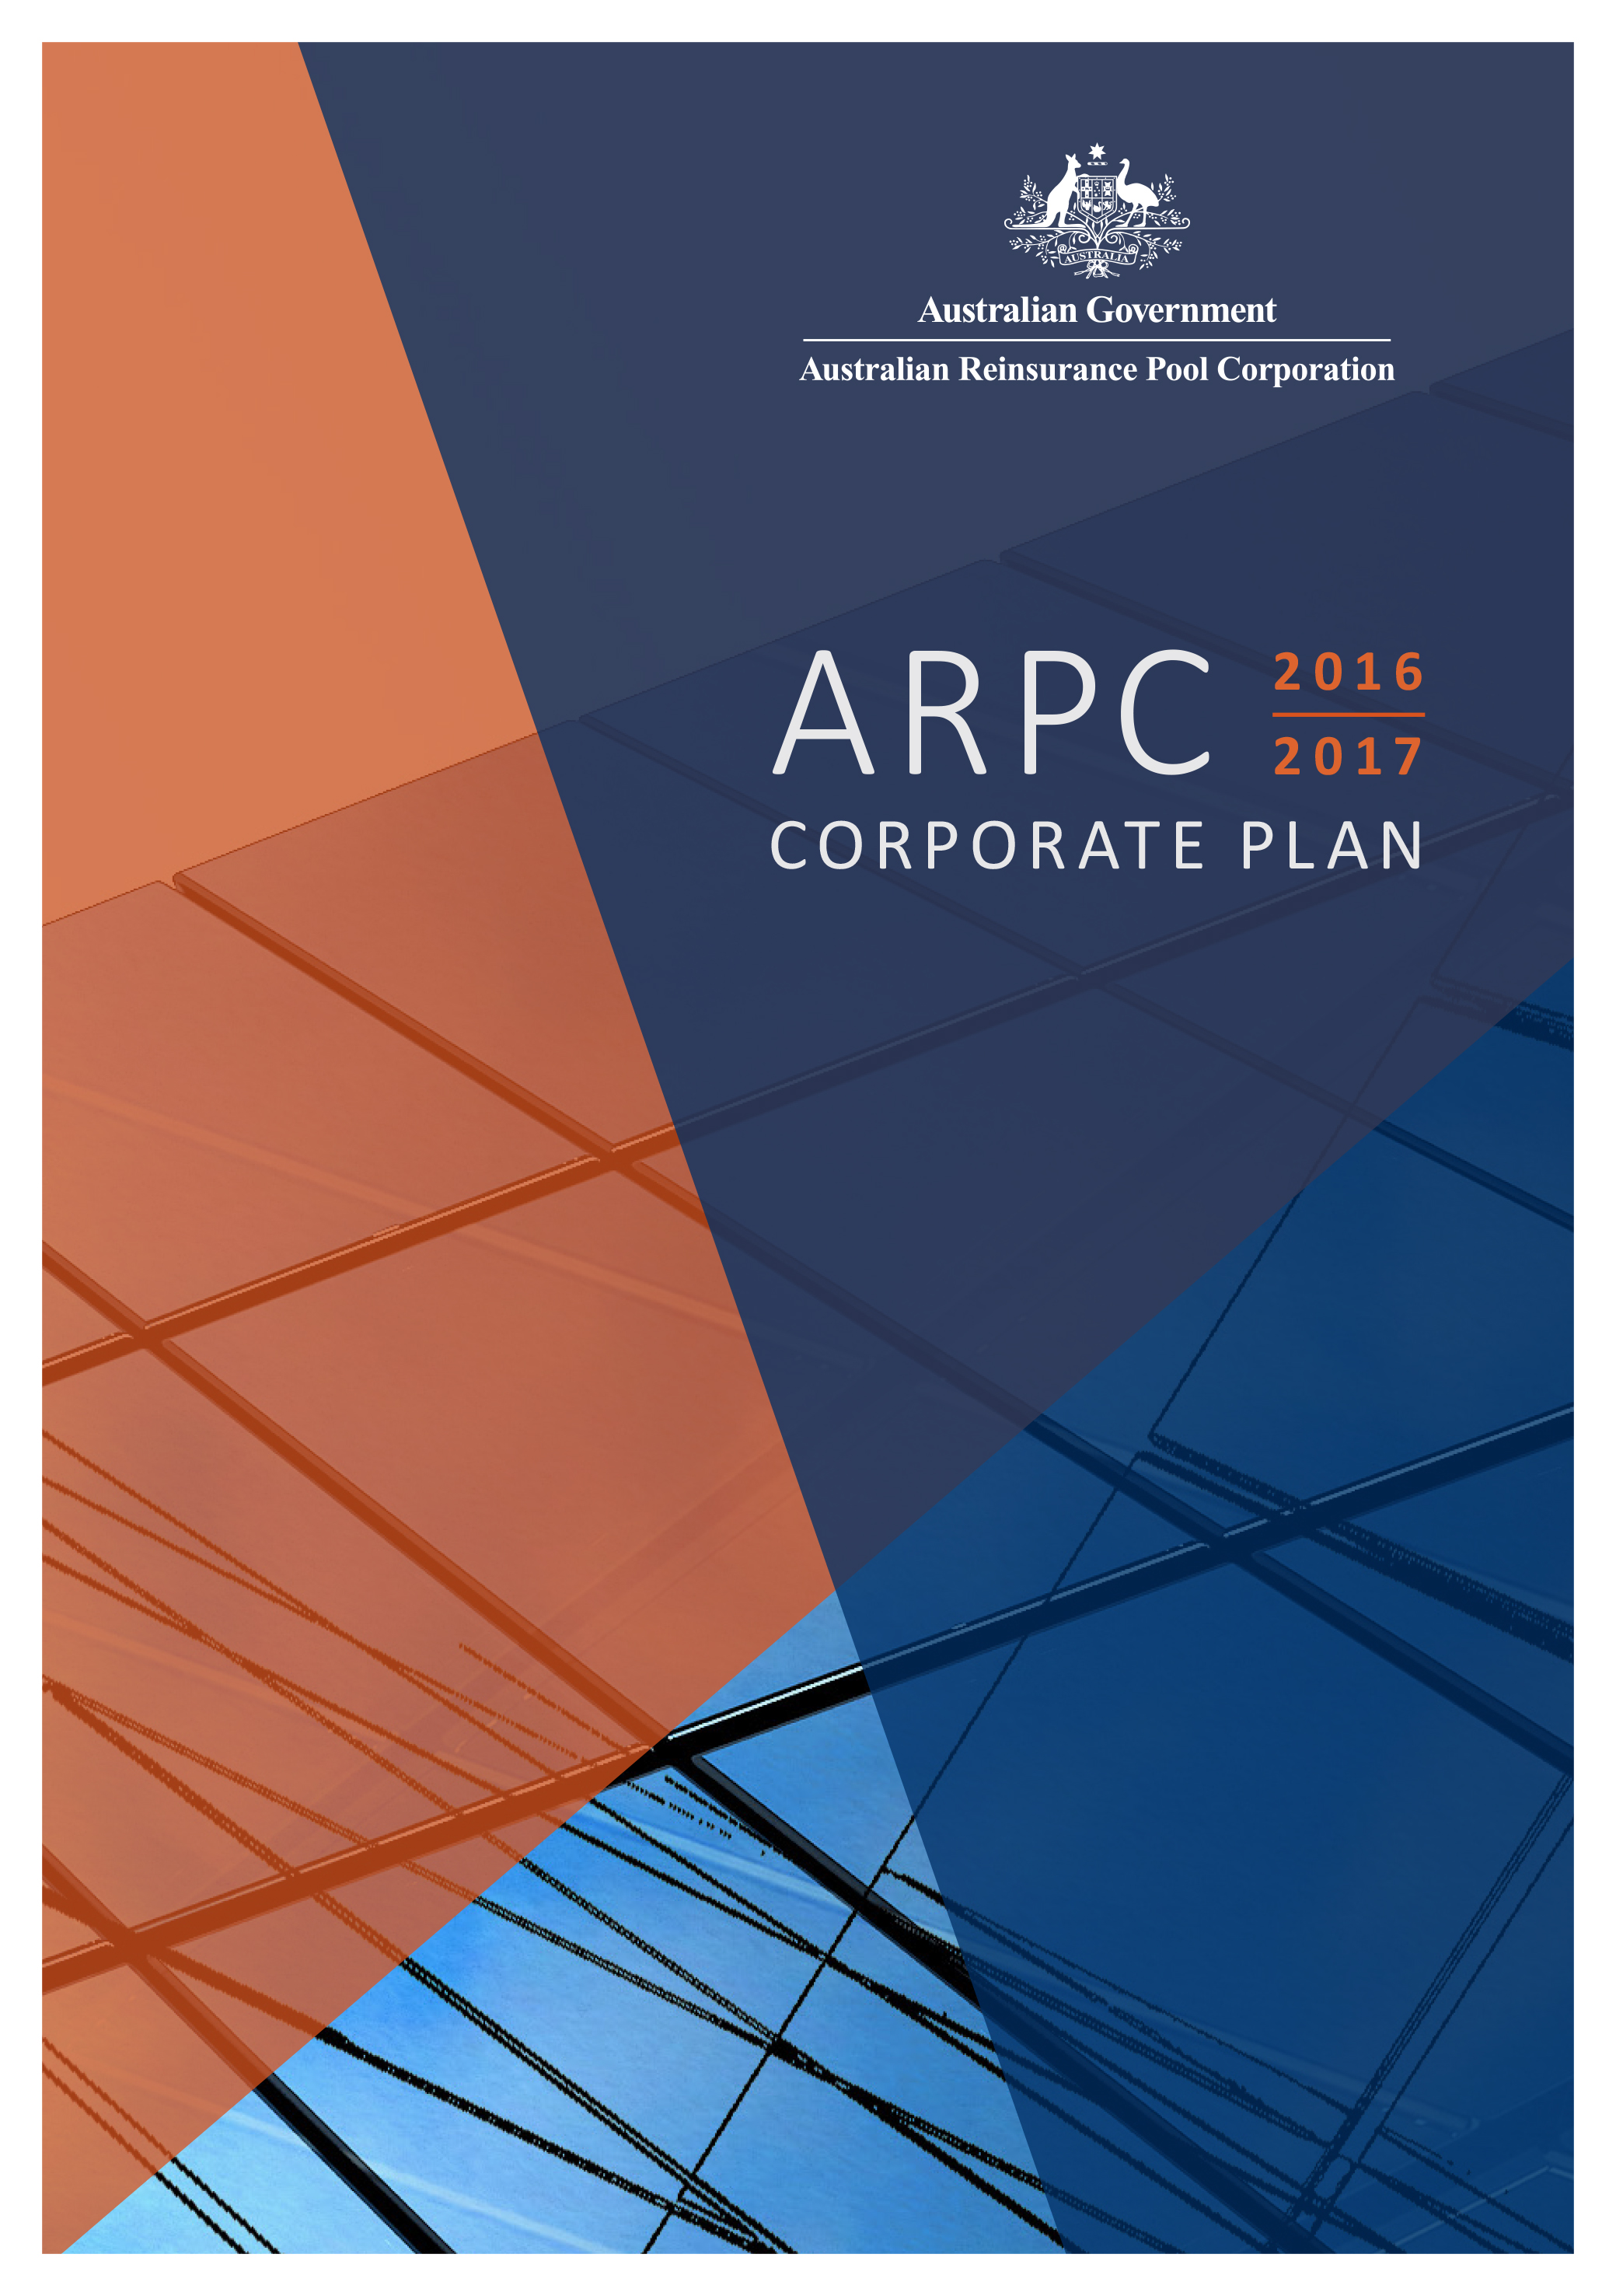 AUSTRALIA
Australian Government
Australian Reinsurance Pool Corporation
ARPC 2016
2017
CORPORATE PLAN